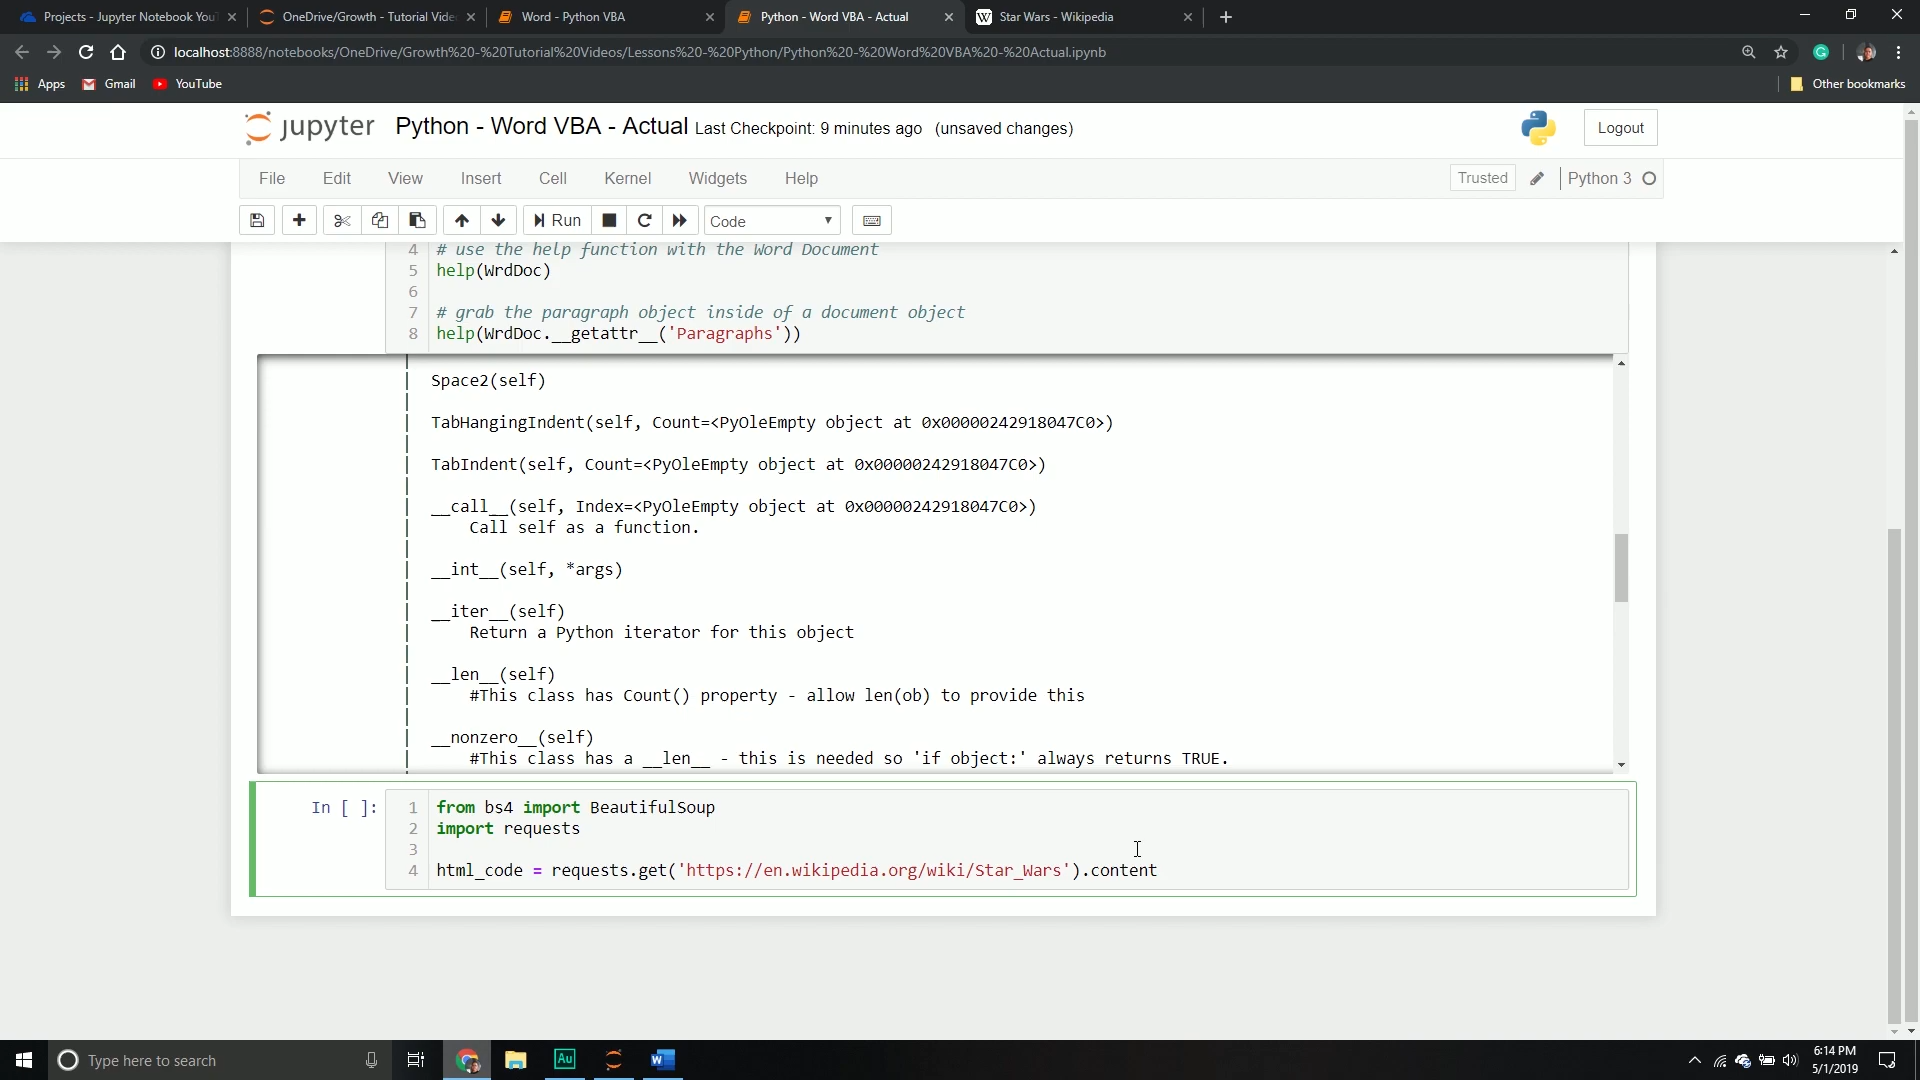 Projects - Jupyter Notebook You
OneDrive/Growth - Tutorial Vide
Word - Python VBA
Python - Word VBA - Actual
Star Wars - Wikipedia
localhost:8888/notebooks/OneDrive/Growth%20-%20Tutorial%20Videos/Lessons%20-%20Python/Python%20-%20Word%20VBA%20-%20Actual.ipynb
Apps
Gmail
YouTube
Other bookmarks
jupyter Python - Word VBA - Actual Last Checkpoint: 9 minutes ago (unsaved changes)
Logout
File Edit View Insert Cell Kernel Widgets Help
Trusted
Python 3
Run
Code
4 # use the help function with the Word Document
5 help(WrdDoc)
6
7 # grab the paragraph object inside of a document object
8 help(WrdDoc.__getattr__('Paragraphs'))
| Space2(self)
|
| TabHangingIndent(self, Count=<PyOleEmpty object at 0x00000242918047C0>)
|
| TabIndent(self, Count=<PyOleEmpty object at 0x00000242918047C0>)
|
| __call__(self, Index=<PyOleEmpty object at 0x00000242918047C0>)
| Call self as a function.
|
| __int__(self, *args)
|
| __iter__(self)
| Return a Python iterator for this object
|
| __len__(self)
| #This class has Count() property - allow len(ob) to provide this
|
| __nonzero__(self)
| #This class has a __len__ - this is needed so 'if object:' always returns TRUE.
In [ ]:
1 from bs4 import BeautifulSoup
2 import requests
3
4 html_code = requests.get('https://en.wikipedia.org/wiki/Star_Wars').content
Type here to search
Au
W
6:14 PM
5/1/2019